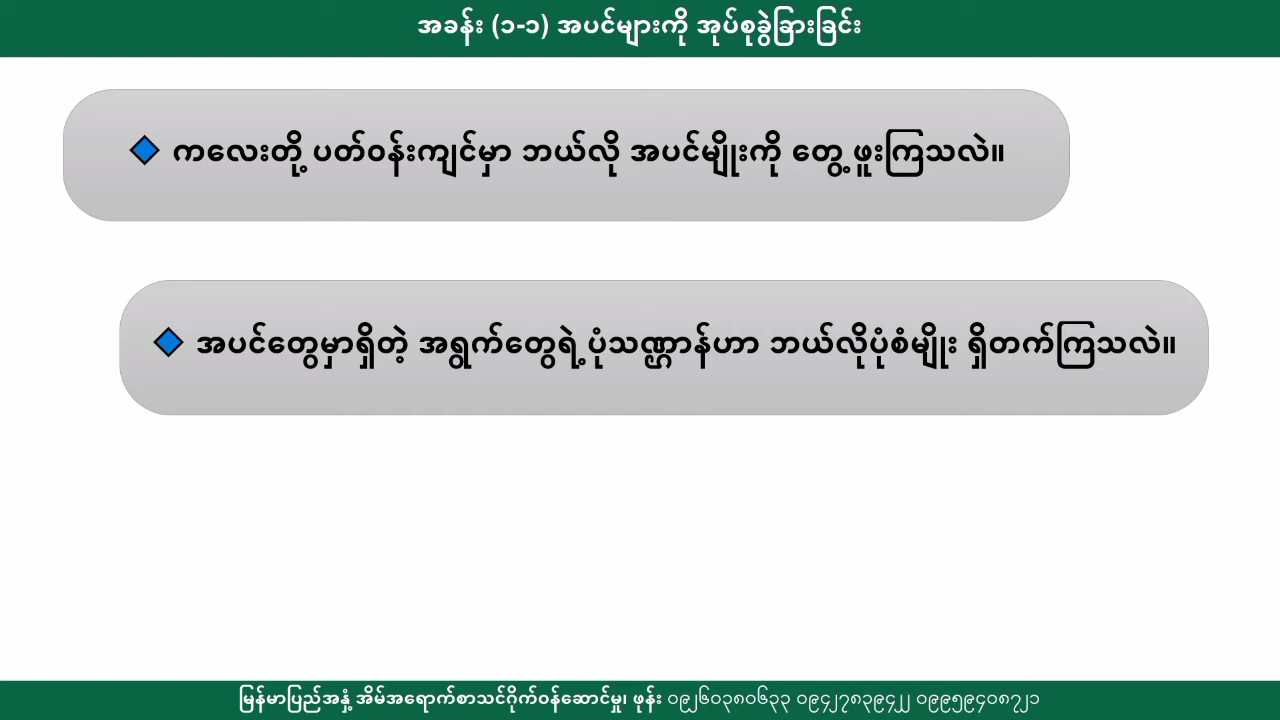 အခန်း (၁-၁) အပင်များကို အုပ်စုခွဲခြားခြင်း
ကလေးတို့ ပတ်ဝန်းကျင်မှာ ဘယ်လို အပင်မျိုးကို တွေ့ဖူးကြသလဲ။
အပင်တွေမှာရှိတဲ့ အရွက်တွေရဲ့ပုံသဏ္ဌာန်ဟာ ဘယ်လိုပုံစံမျိုး ရှိတက်ကြသလဲ။
မြန်မာပြည်အနှံ့ အိမ်အရောက်စာသင်ဂိုက်ဝန်ဆောင်မှု၊ ဖုန်း ၀၉၂၆၀၃၈၀၆၃၃ ၀၉၄၂၇၈၃၉၄၂၂ ၀၉၉၅၉၄၀၈၇၂၁